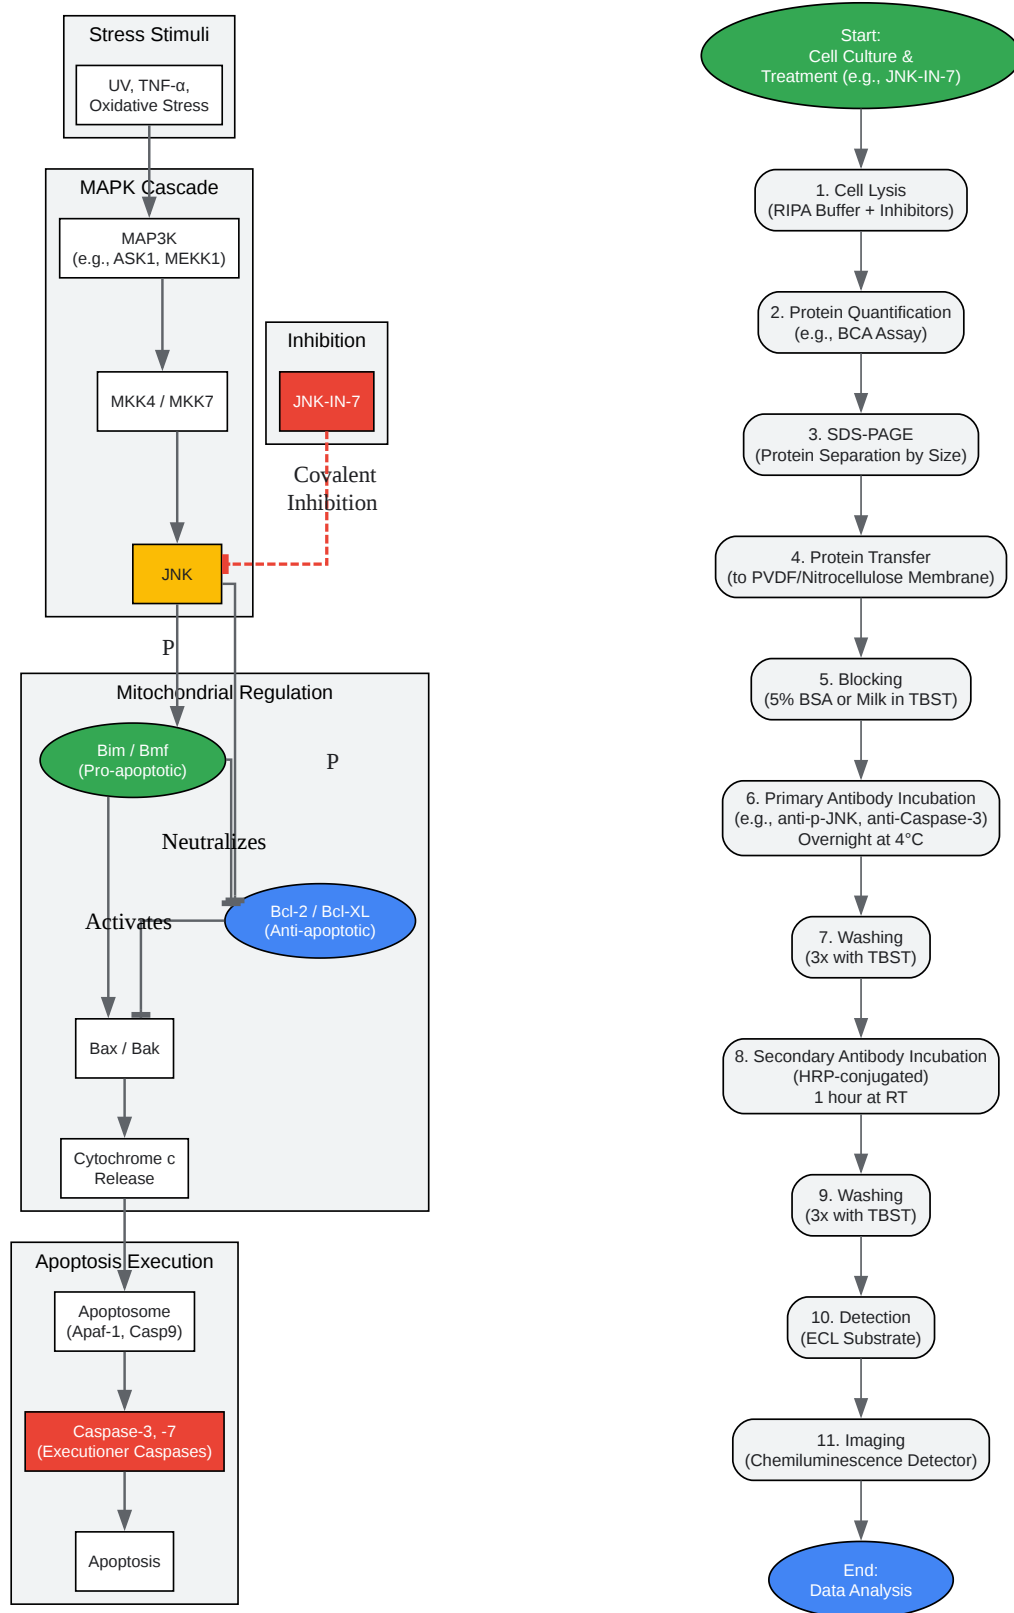 Stress Stimuli
UV, TNF-α,
Oxidative Stress
MAPK Cascade
MAP3K
(e.g., ASK1, MEKK1)
MKK4 / MKK7
Inhibition
JNK-IN-7
Covalent
Inhibition
JNK
P
Mitochondrial Regulation
Bim / Bmf
(Pro-apoptotic)
P
Neutralizes
Bcl-2 / Bcl-XL
(Anti-apoptotic)
Activates
Bax / Bak
Cytochrome c
Release
Apoptosis Execution
Apoptosome
(Apaf-1, Casp9)
Caspase-3, -7
(Executioner Caspases)
Apoptosis
Start:
Cell Culture &
Treatment (e.g., JNK-IN-7)
1. Cell Lysis
(RIPA Buffer + Inhibitors)
2. Protein Quantification
(e.g., BCA Assay)
3. SDS-PAGE
(Protein Separation by Size)
4. Protein Transfer
(to PVDF/Nitrocellulose Membrane)
5. Blocking
(5% BSA or Milk in TBST)
6. Primary Antibody Incubation
(e.g., anti-p-JNK, anti-Caspase-3)
Overnight at 4°C
7. Washing
(3x with TBST)
8. Secondary Antibody Incubation
(HRP-conjugated)
1 hour at RT
9. Washing
(3x with TBST)
10. Detection
(ECL Substrate)
11. Imaging
(Chemiluminescence Detector)
End:
Data Analysis